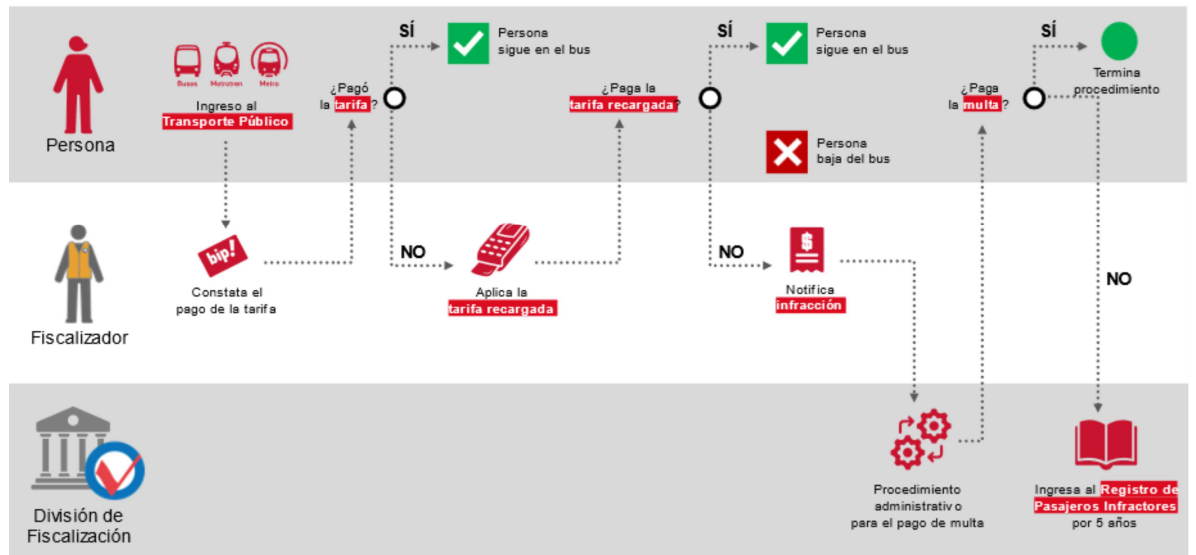 Persona
Buses
Metrotren
Metro
Ingreso al
Transporte Público
¿Pagó
la tarifa?
SÍ
Persona
sigue en el bus
¿Paga la
tarifa recargada?
SÍ
Persona
sigue en el bus
Persona
baja del bus
¿Paga
la multa?
SÍ
Termina
procedimiento
Fiscalizador
bip!
Constata el
pago de la tarifa
NO
Aplica la
tarifa recargada
NO
$
Notifica
infracción
NO
División de
Fiscalización
Procedimiento
administrativo
para el pago de multa
Ingresa al Registro de
Pasajeros Infractores
por 5 años